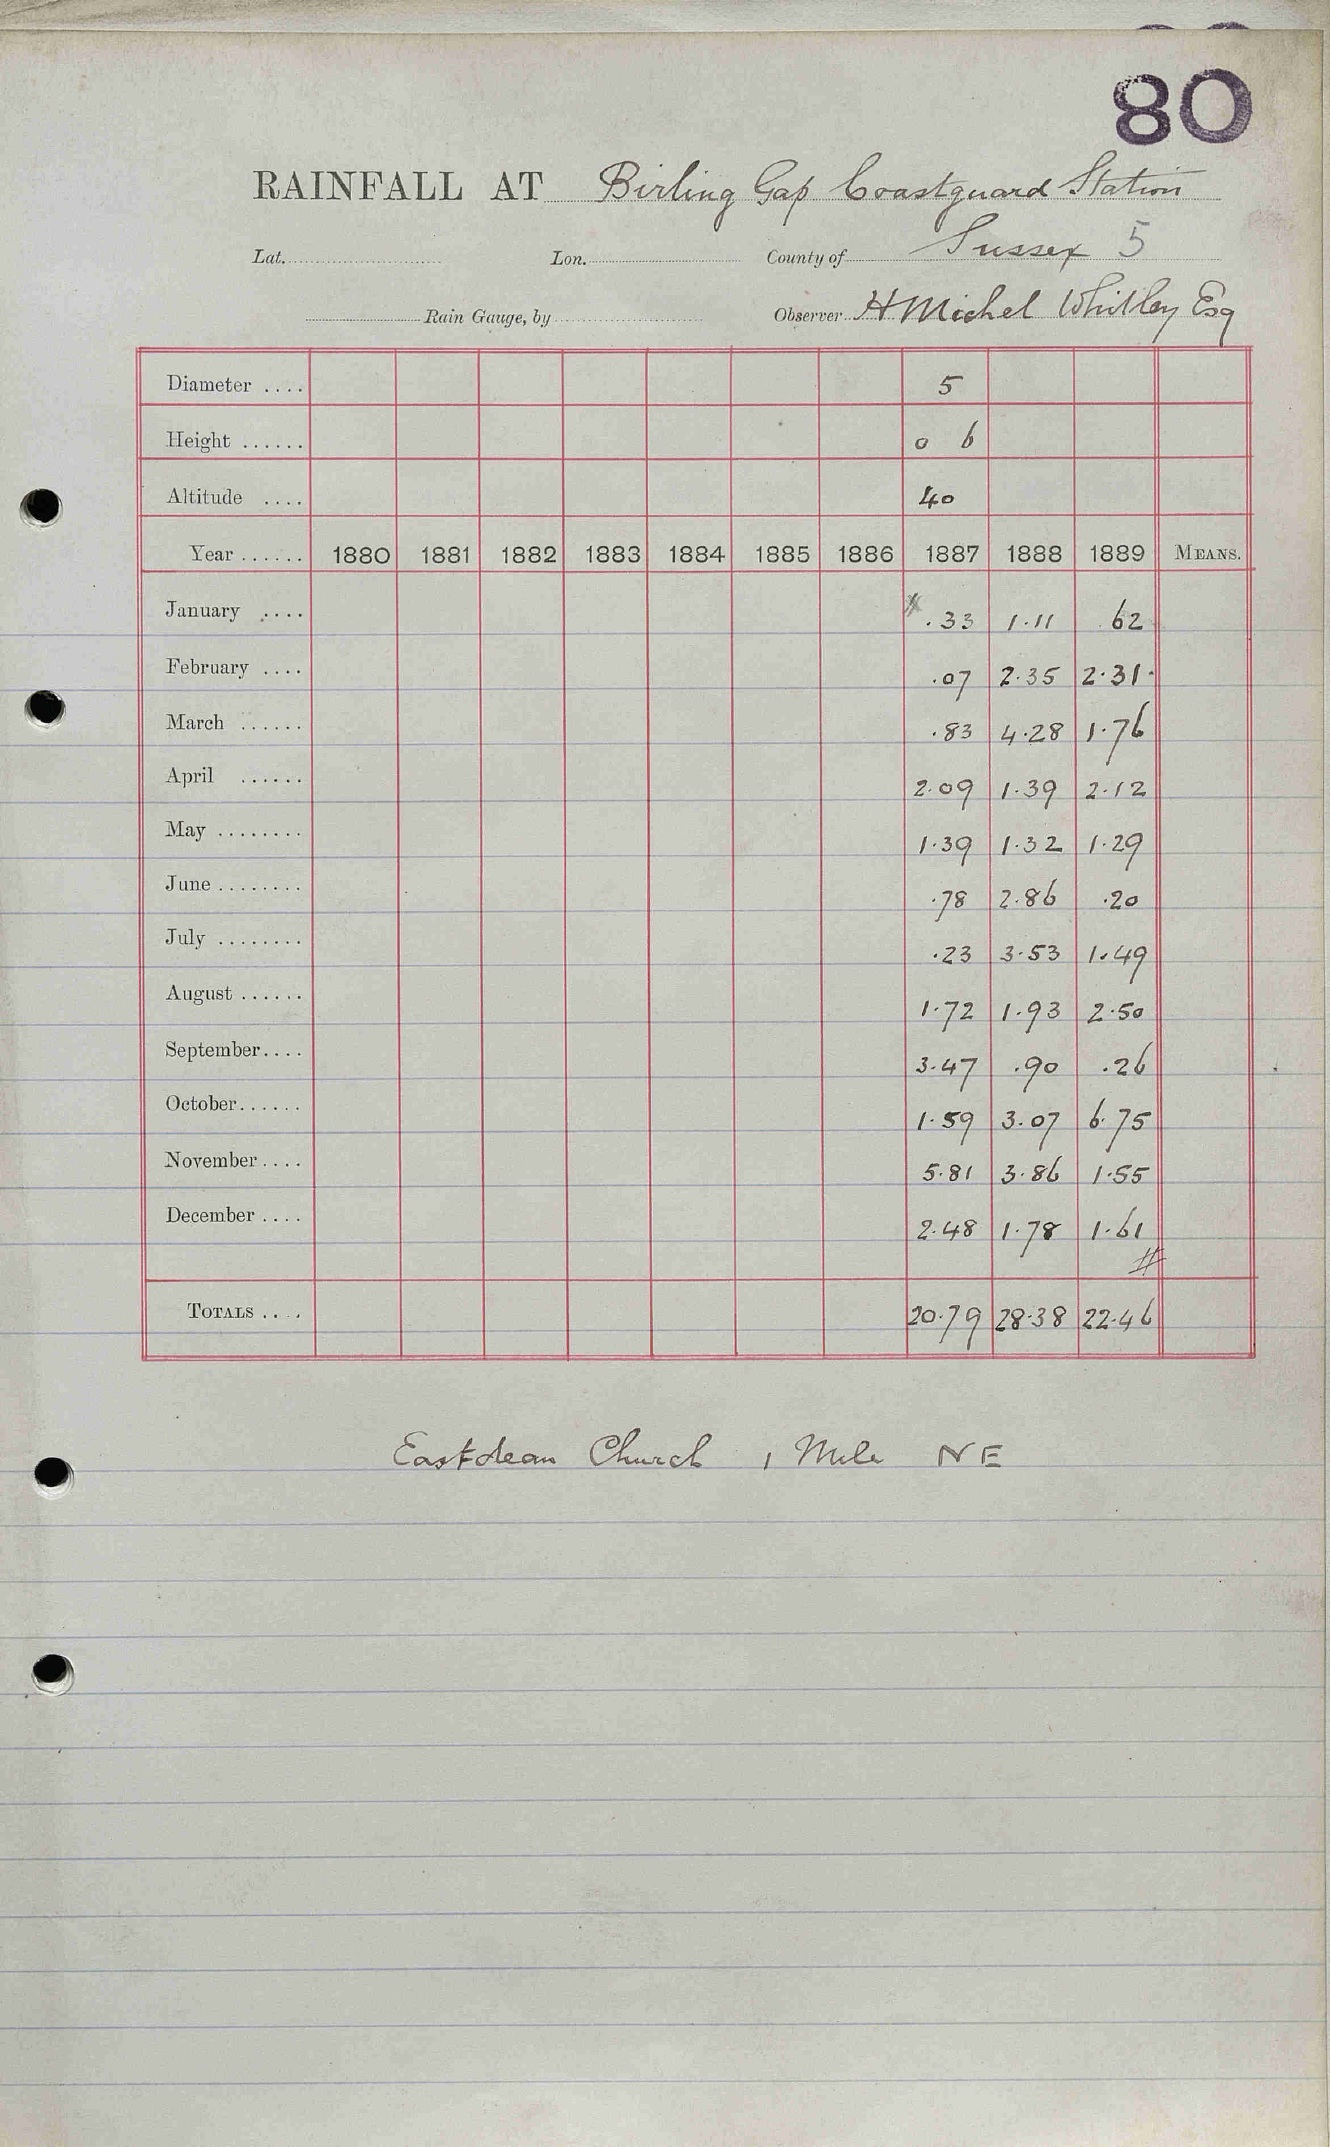 80
RAINFALL AT Birling Gap Coastguard Station
Lat. Lon. County of Sussex 5
Rain Gauge, by Observer H Michel Whitley Esq
Diameter .... 5
Height ...... 0 6
Altitude .... 40
Year ...... 1880 1881 1882 1883 1884 1885 1886 1887 1888 1889 MEANS.
January .... .33 1.11 62
February .... .07 2.35 2.31
March ...... .83 4.28 1.76
April ...... 2.09 1.39 2.12
May ........ 1.39 1.32 1.29
June ........ .78 2.86 .20
July ........ .23 3.53 1.49
August ...... 1.72 1.93 2.50
September.... 3.47 .90 .26
October...... 1.59 3.07 6.75
November .... 5.81 3.86 1.55
December .... 2.48 1.78 1.61
TOTALS .... 20.79 28.38 22.46
Eastdean Church 1 Mile NE